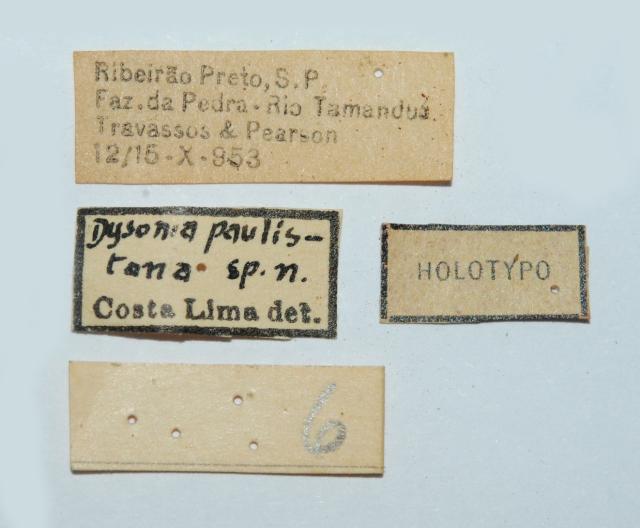 Ribeirão Preto, S.P.
Faz. da Pedra - Rio Tamanduá
Travassos & Pearson
12/15-X-953
Dysonia paulis-
tana sp. n.
Costa Lima det.
HOLOTYPO
6